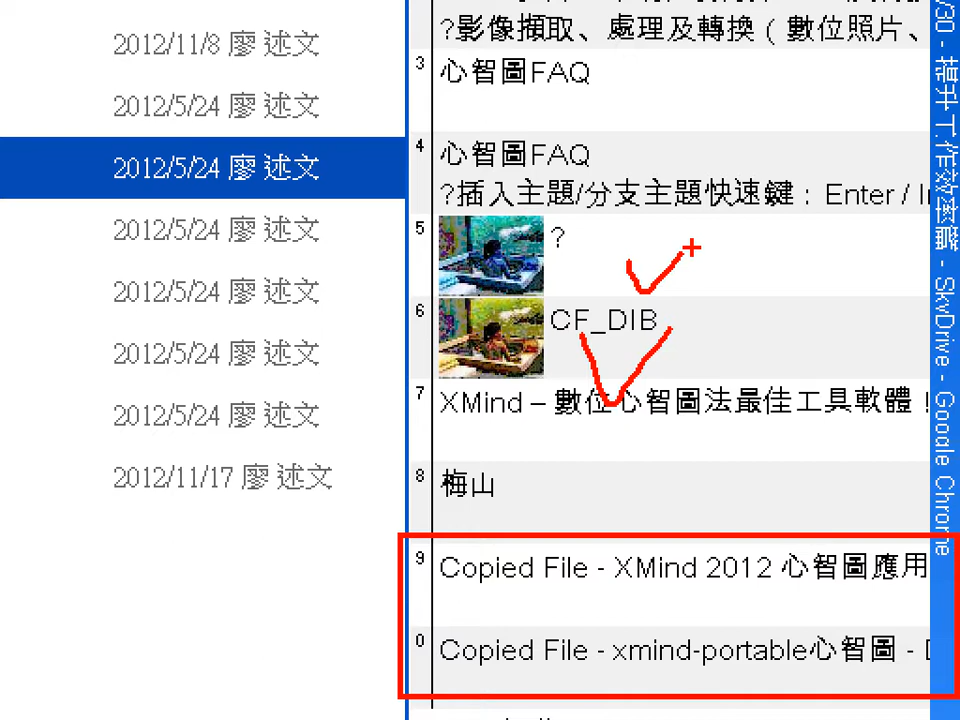 2012/11/8 廖 述文
2012/5/24 廖 述文
2012/5/24 廖 述文
2012/5/24 廖 述文
2012/5/24 廖 述文
2012/5/24 廖 述文
2012/5/24 廖 述文
2012/11/17 廖 述文
?影像擷取、處理及轉換（數位照片、
3 心智圖FAQ
4 心智圖FAQ
?插入主題/分支主題快速鍵：Enter / In
5 ?
6 CF_DIB
7 XMind – 數位心智圖法最佳工具軟體！
8 梅山
9 Copied File - XMind 2012 心智圖應用
0 Copied File - xmind-portable心智圖 - D
/30 - 提升工作效率篇 - SkyDrive - Google Chrome